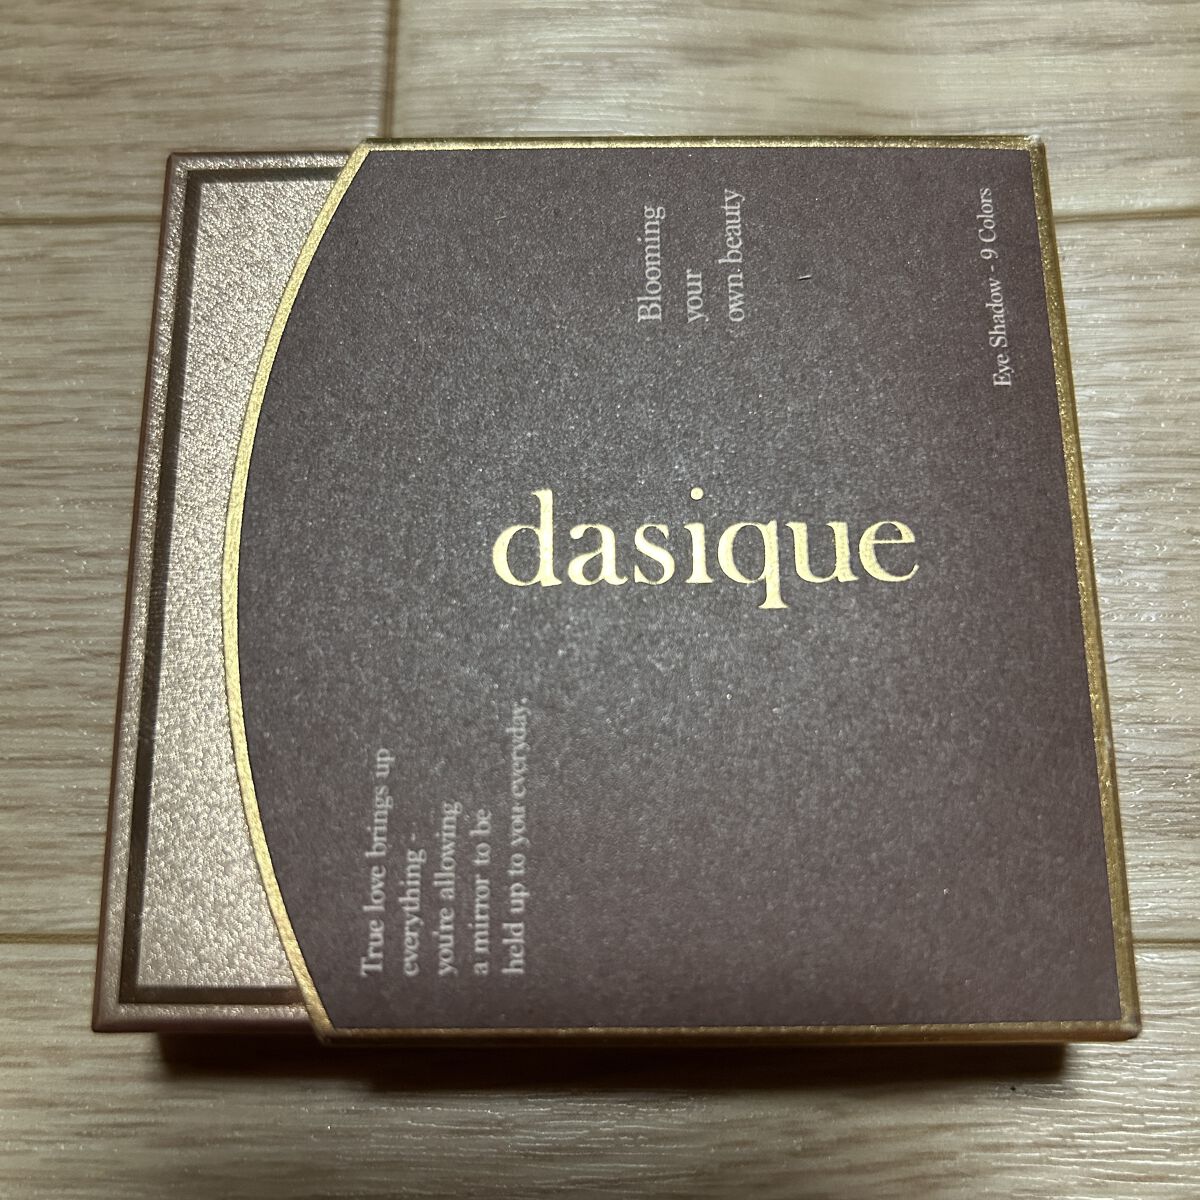 Blooming
your
own beauty
Eye Shadow - 9 Colors
dasique
True love brings up
everything -
you're allowing
a mirror to be
held up to you everyday.